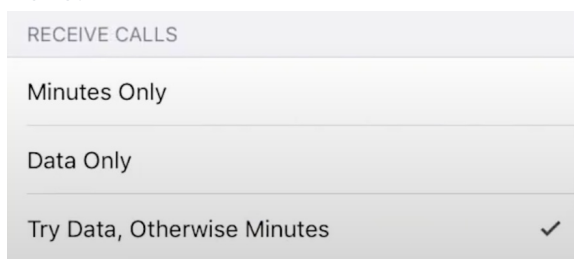 RECEIVE CALLS
Minutes Only
Data Only
Try Data, Otherwise Minutes